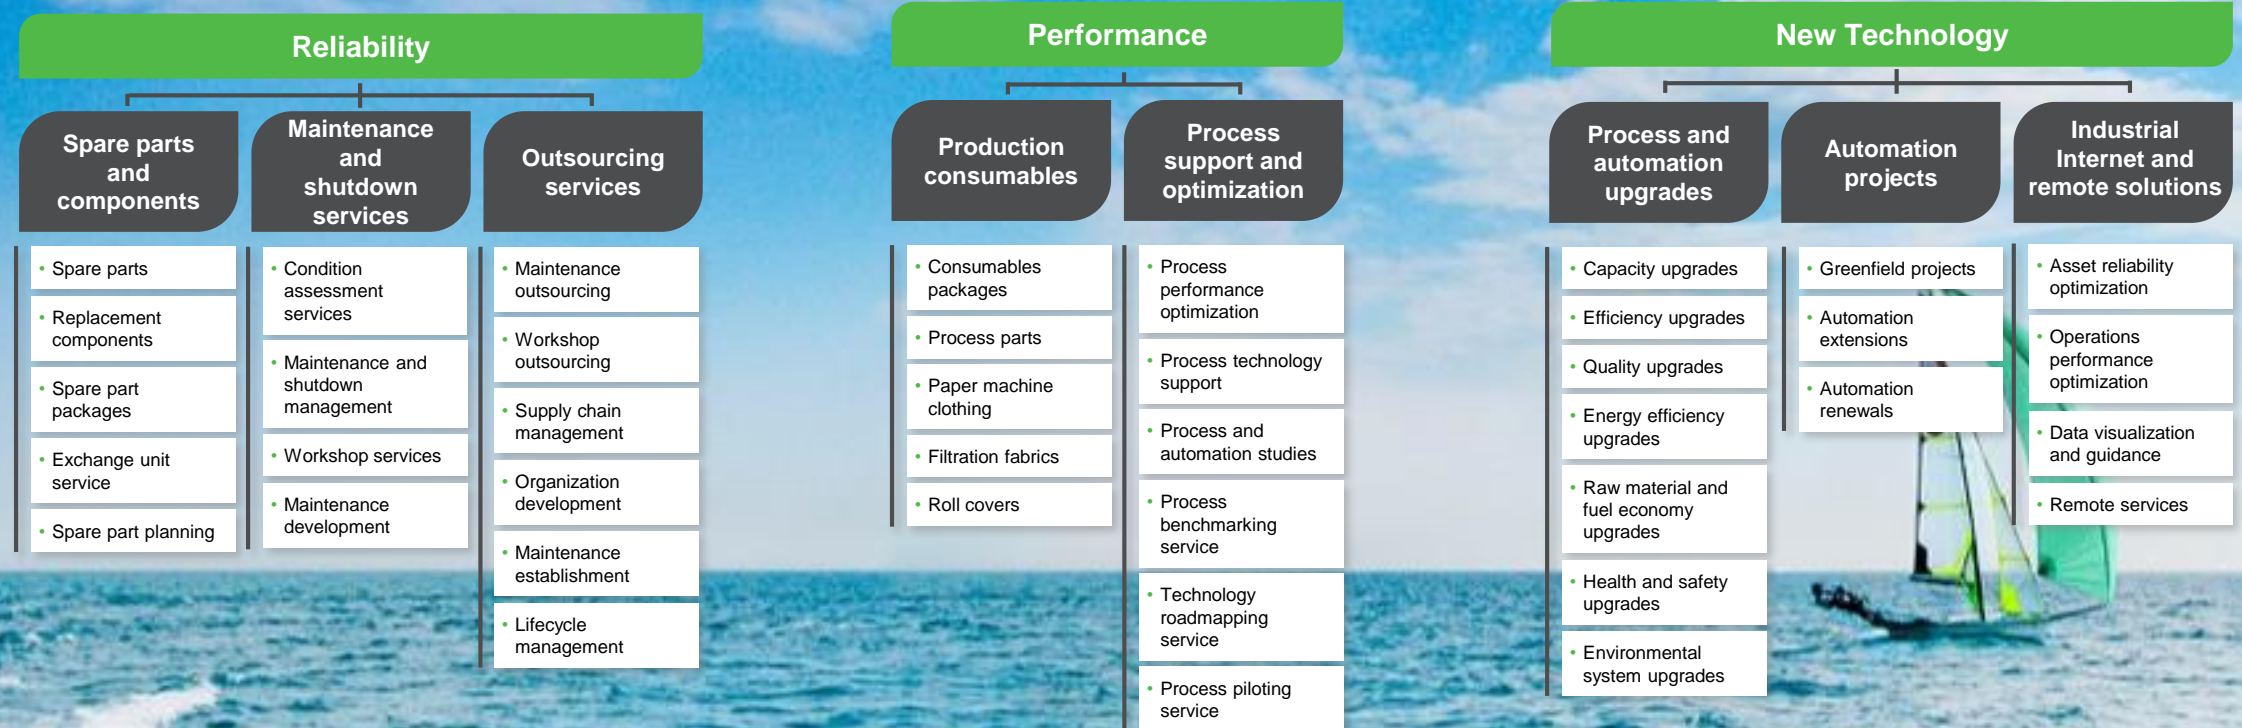 Reliability
Spare parts
and
components
• Spare parts
• Replacement
components
• Spare part
packages
• Exchange unit
service
• Spare part planning
Maintenance
and
shutdown
services
• Condition
assessment
services
• Maintenance and
shutdown
management
• Workshop services
• Maintenance
development
Outsourcing
services
• Maintenance
outsourcing
• Workshop
outsourcing
• Supply chain
management
• Organization
development
• Maintenance
establishment
• Lifecycle
management
Performance
Production
consumables
• Consumables
packages
• Process parts
• Paper machine
clothing
• Filtration fabrics
• Roll covers
Process
support and
optimization
• Process
performance
optimization
• Process technology
support
• Process and
automation studies
• Process
benchmarking
service
• Technology
roadmapping
service
• Process piloting
service
New Technology
Process and
automation
upgrades
• Capacity upgrades
• Efficiency upgrades
• Quality upgrades
• Energy efficiency
upgrades
• Raw material and
fuel economy
upgrades
• Health and safety
upgrades
• Environmental
system upgrades
Automation
projects
• Greenfield projects
• Automation
extensions
• Automation
renewals
Industrial
Internet and
remote solutions
• Asset reliability
optimization
• Operations
performance
optimization
• Data visualization
and guidance
• Remote services